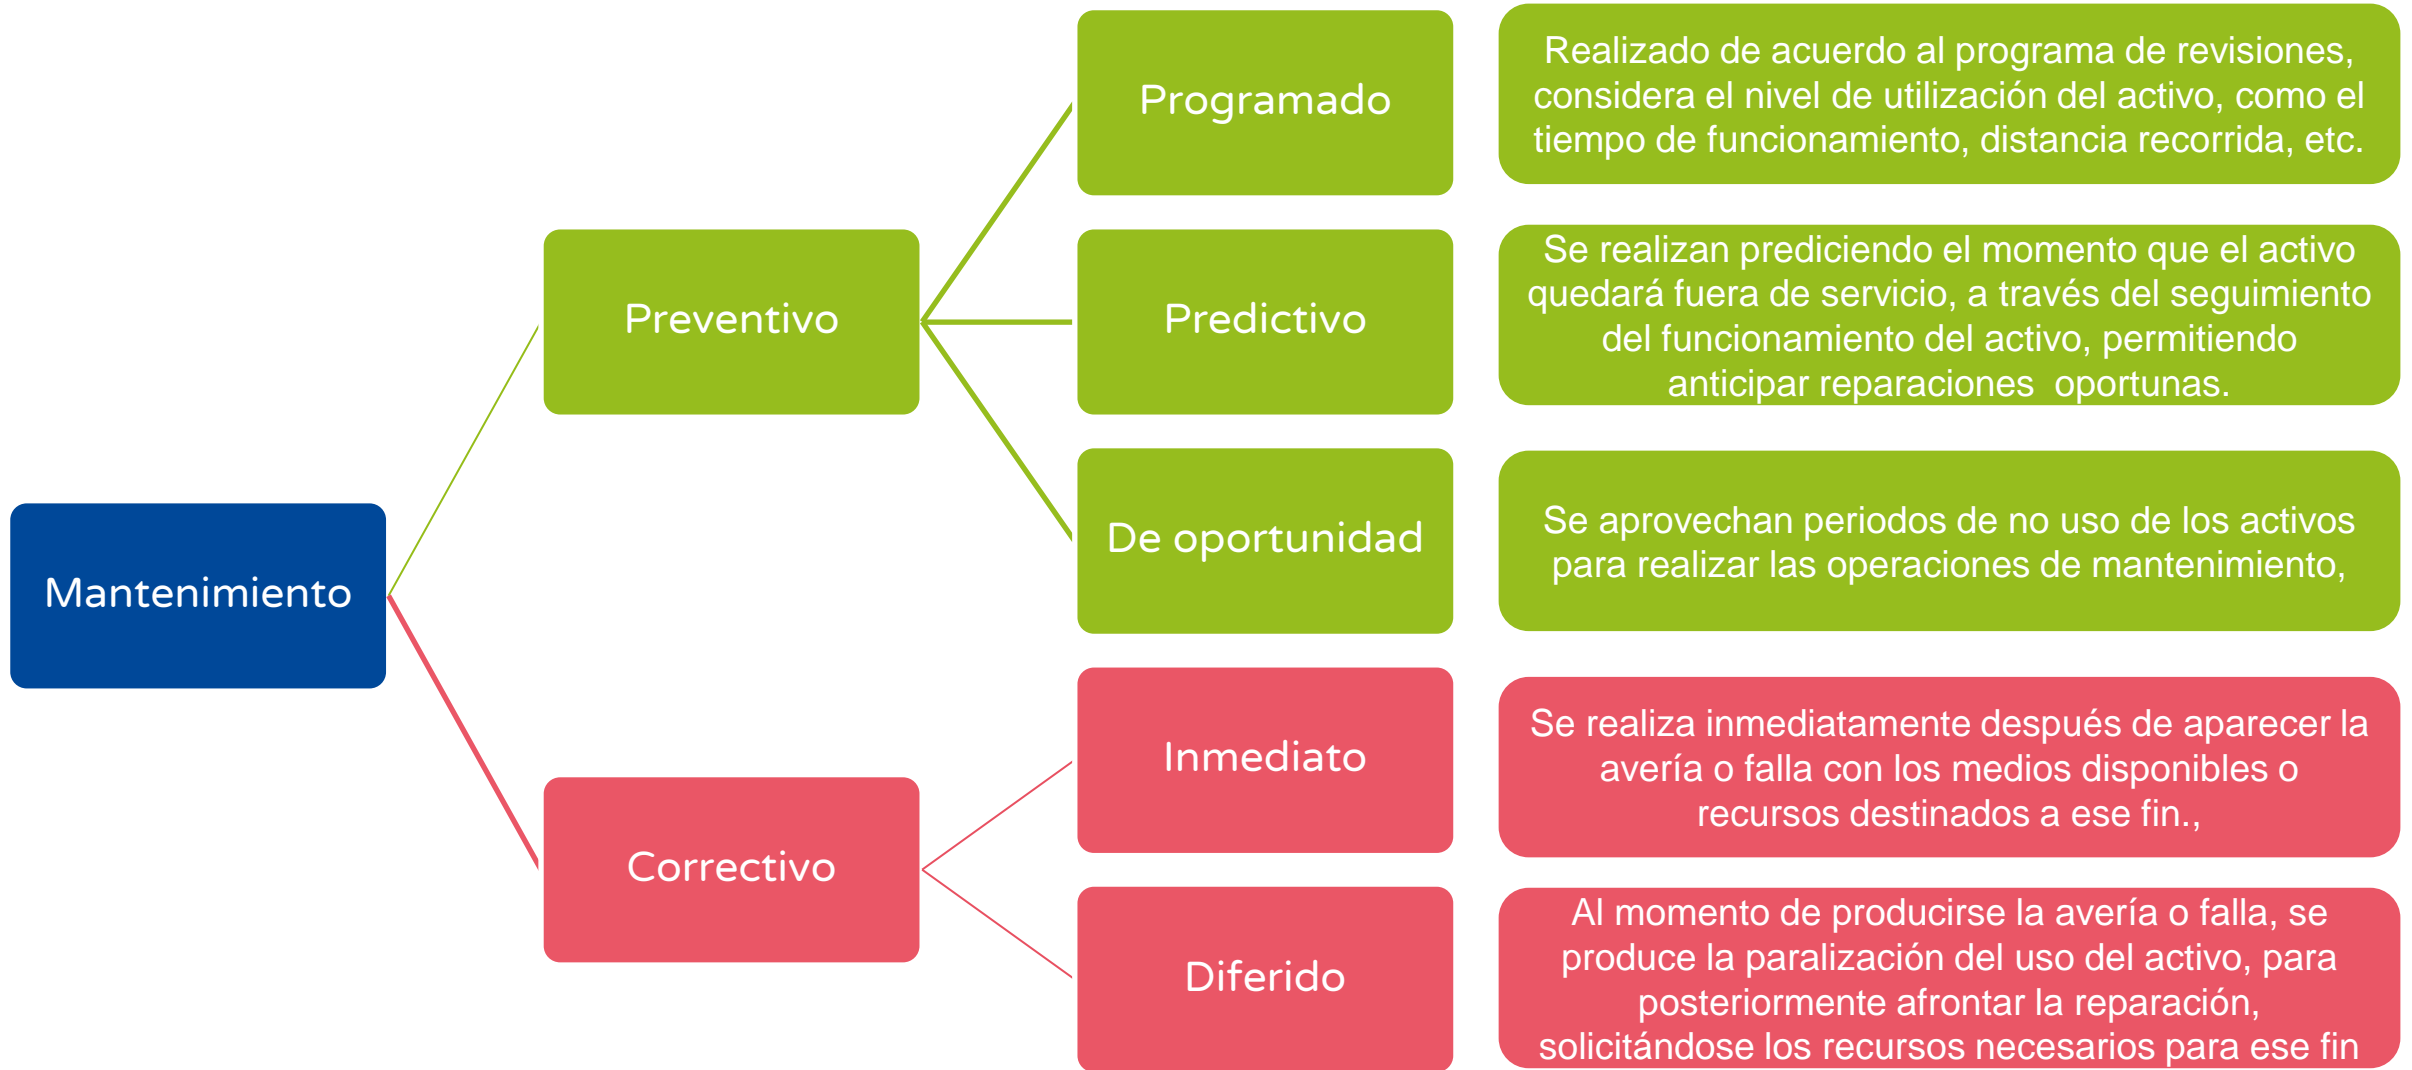 Mantenimiento
Preventivo
Programado
Realizado de acuerdo al programa de revisiones,
considera el nivel de utilización del activo, como el
tiempo de funcionamiento, distancia recorrida, etc.
Predictivo
Se realizan prediciendo el momento que el activo
quedará fuera de servicio, a través del seguimiento
del funcionamiento del activo, permitiendo
anticipar reparaciones  oportunas.
De oportunidad
Se aprovechan periodos de no uso de los activos
para realizar las operaciones de mantenimiento,
Correctivo
Inmediato
Se realiza inmediatamente después de aparecer la
avería o falla con los medios disponibles o
recursos destinados a ese fin.,
Diferido
Al momento de producirse la avería o falla, se
produce la paralización del uso del activo, para
posteriormente afrontar la reparación,
solicitándose los recursos necesarios para ese fin